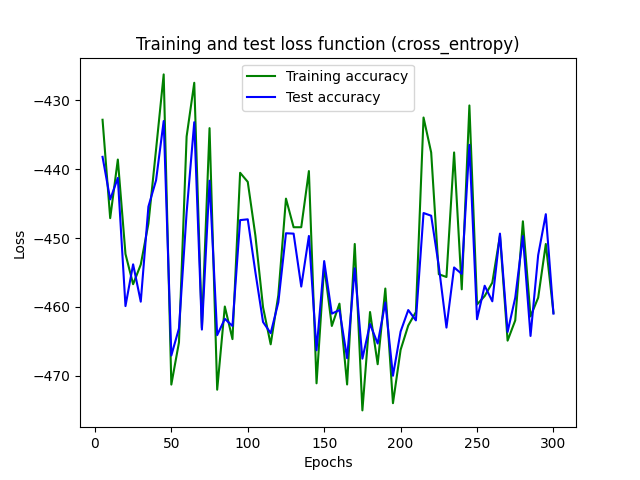 Training and test loss function (cross_entropy)
Training accuracy
Test accuracy
Loss
−430
−440
−450
−460
−470
0 50 100 150 200 250 300
Epochs